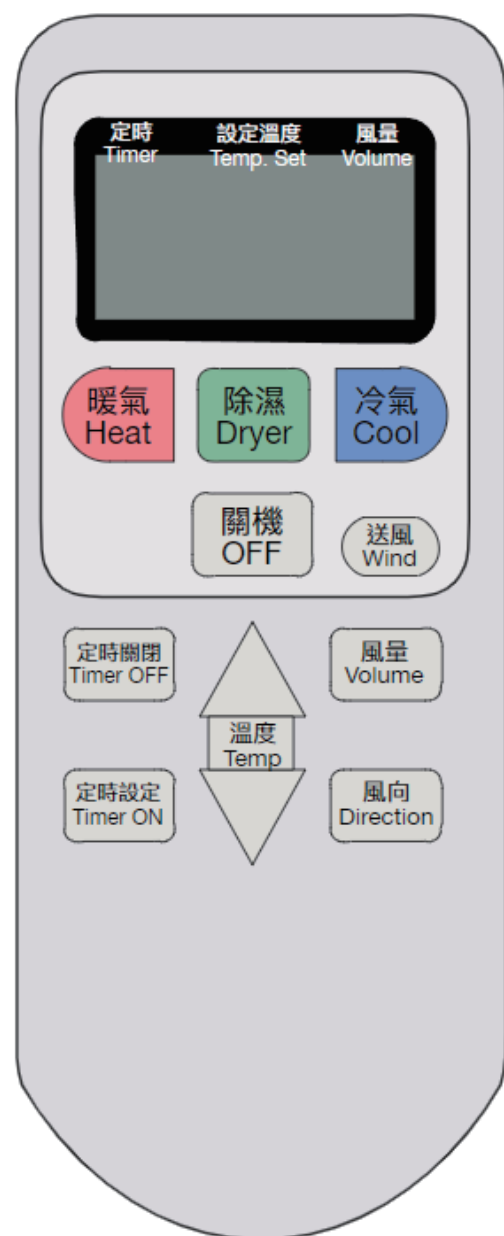 定時 設定溫度 風量
Timer Temp. Set Volume
暖氣 除濕 冷氣
Heat Dryer Cool
關機
OFF
送風
Wind
定時關閉
Timer OFF
風量
Volume
溫度
Temp
定時設定
Timer ON
風向
Direction